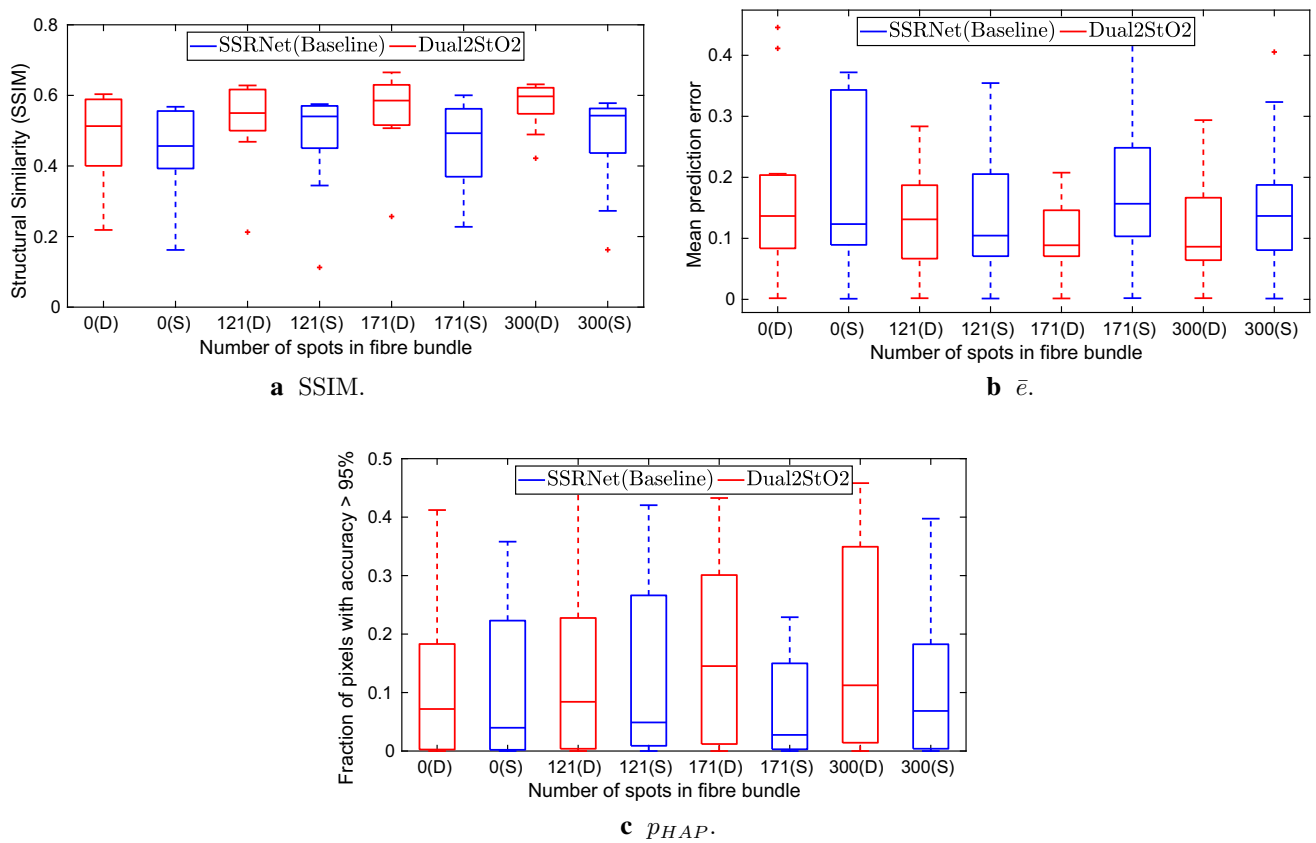 0.8
0.6
0.4
0.2
0
Structural Similarity (SSIM)
SSRNet(Baseline) Dual2StO2
0(D) 0(S) 121(D) 121(S) 171(D) 171(S) 300(D) 300(S)
Number of spots in fibre bundle
a SSIM.
0.4
0.3
0.2
0.1
0
Mean prediction error
SSRNet(Baseline) Dual2StO2
0(D) 0(S) 121(D) 121(S) 171(D) 171(S) 300(D) 300(S)
Number of spots in fibre bundle
b ē.
0.5
0.4
0.3
0.2
0.1
0
Fraction of pixels with accuracy > 95%
SSRNet(Baseline) Dual2StO2
0(D) 0(S) 121(D) 121(S) 171(D) 171(S) 300(D) 300(S)
Number of spots in fibre bundle
c pHAP.